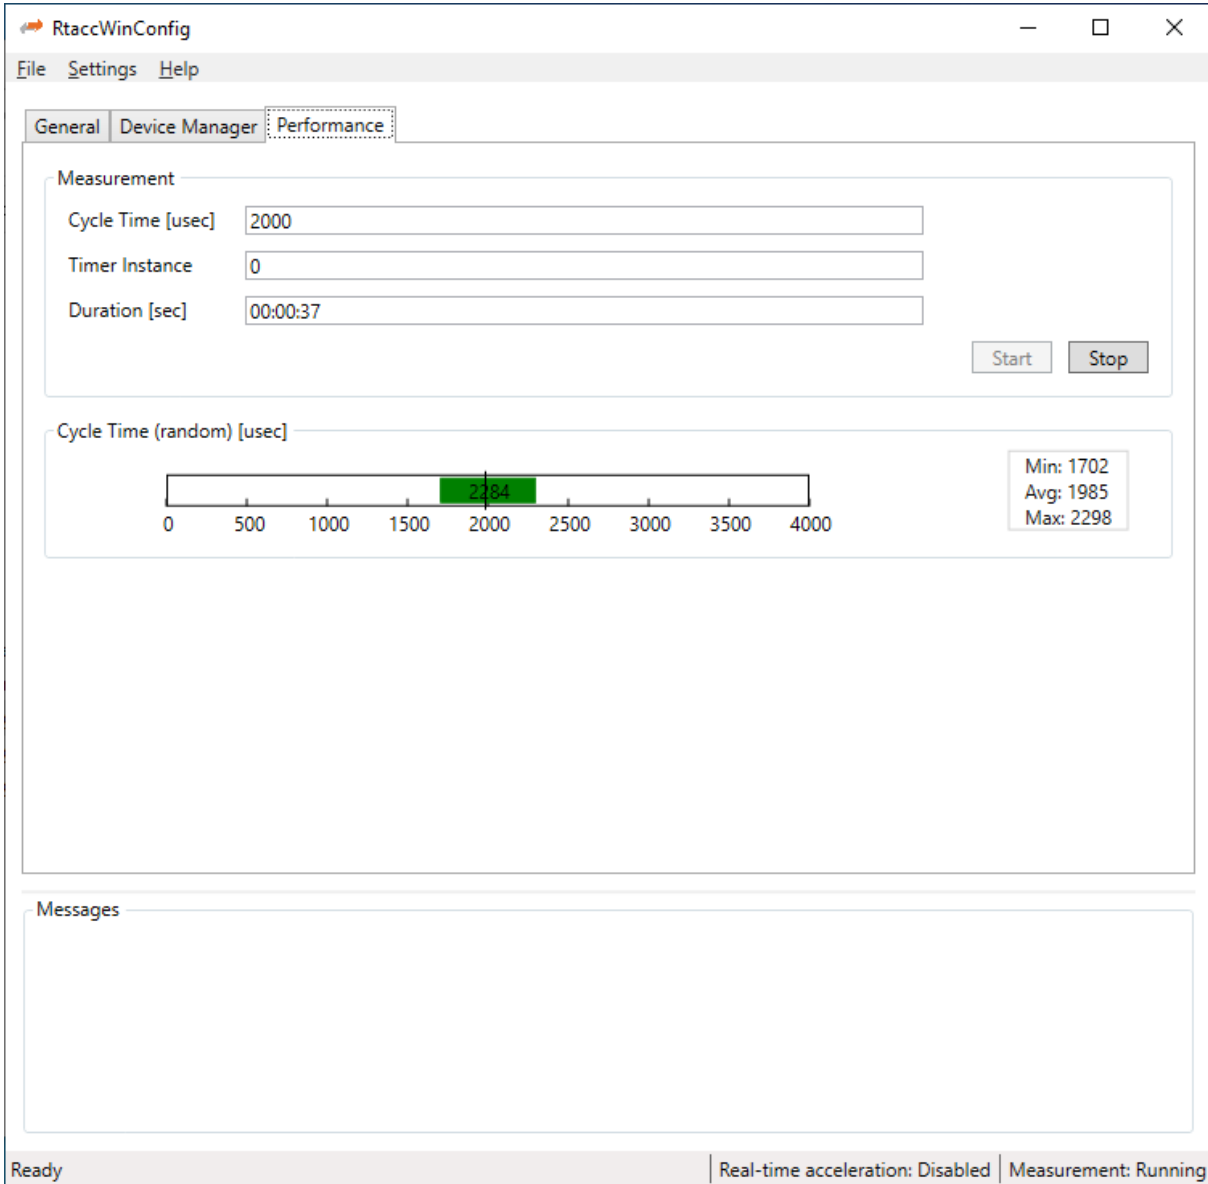 RtaccWinConfig
File Settings Help
General Device Manager Performance
Measurement
Cycle Time [usec] 2000
Timer Instance 0
Duration [sec] 00:00:37
Start Stop
Cycle Time (random) [usec]
2284
0 500 1000 1500 2000 2500 3000 3500 4000
Min: 1702
Avg: 1985
Max: 2298
Messages
Ready Real-time acceleration: Disabled Measurement: Running